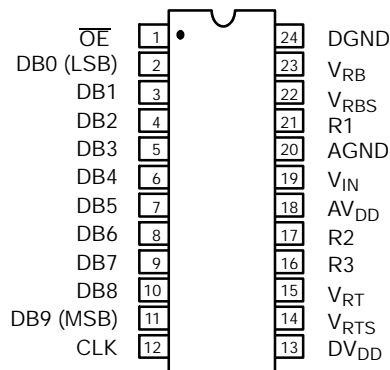 OE 1 24 DGND
DB0 (LSB) 2 23 VRB
DB1 3 22 VRBS
DB2 4 21 R1
DB3 5 20 AGND
DB4 6 19 VIN
DB5 7 18 AVDD
DB6 8 17 R2
DB7 9 16 R3
DB8 10 15 VRT
DB9 (MSB) 11 14 VRTS
CLK 12 13 DVDD